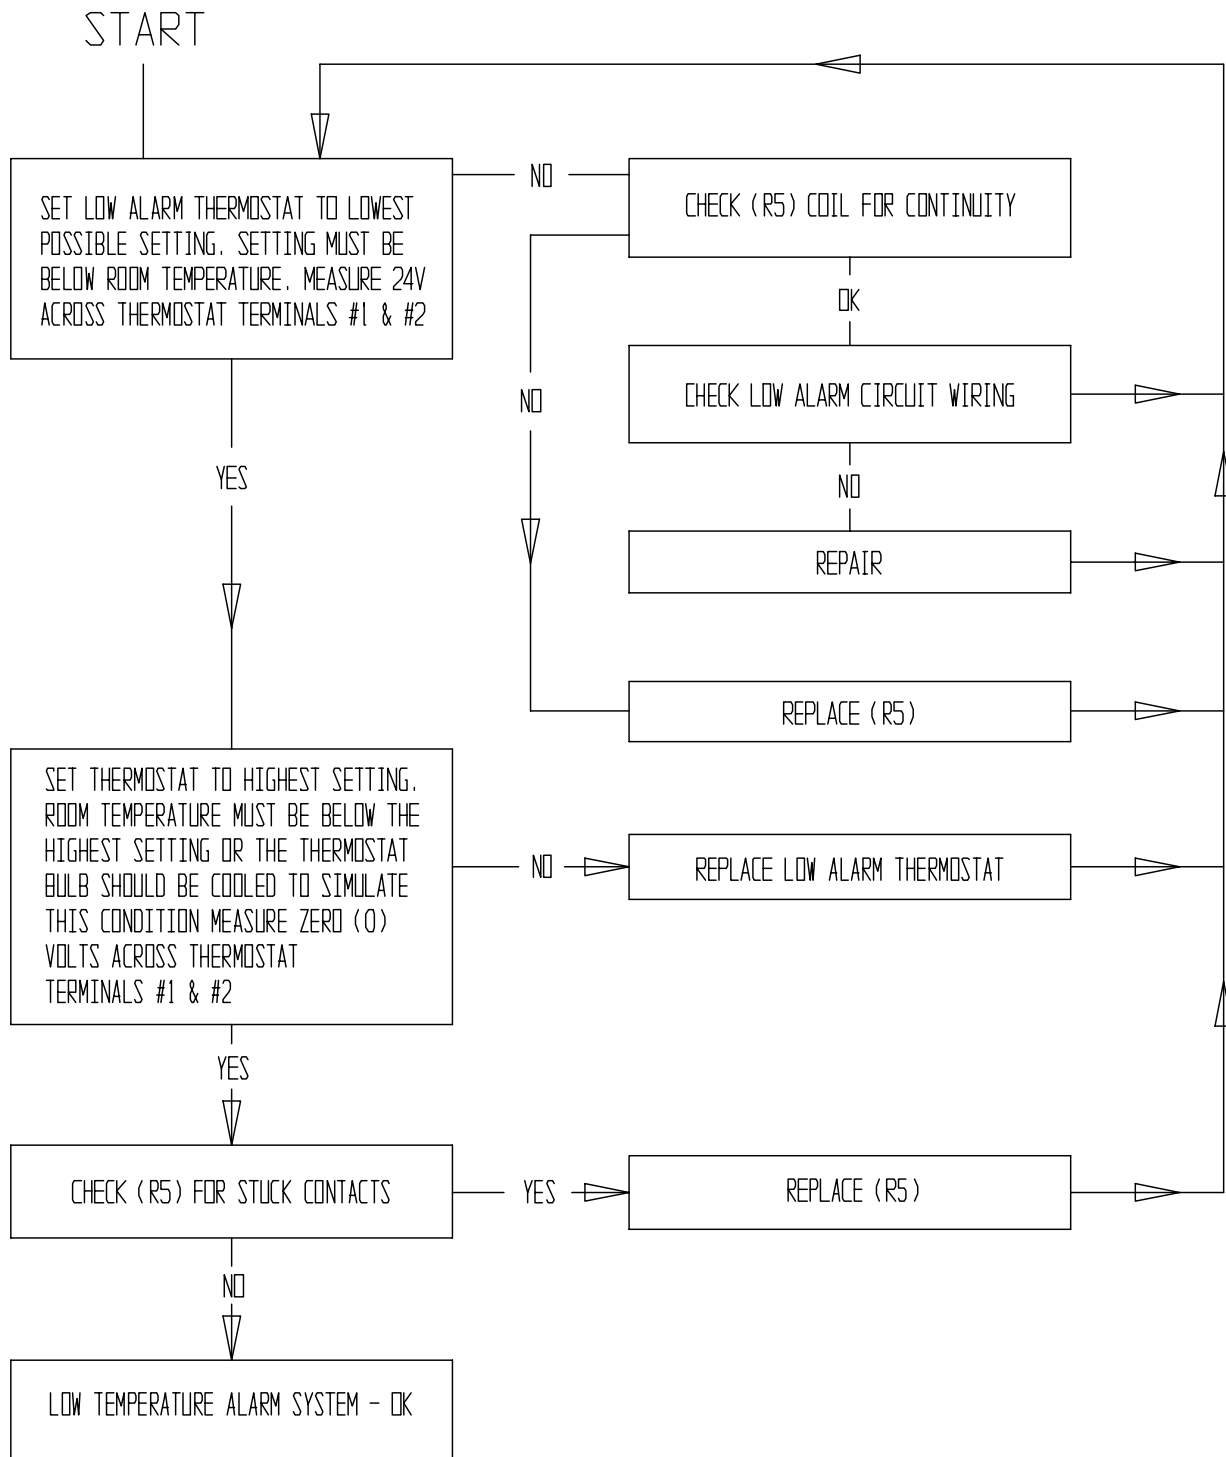 START
SET LOW ALARM THERMOSTAT TO LOWEST
POSSIBLE SETTING. SETTING MUST BE
BELOW ROOM TEMPERATURE. MEASURE 24V
ACROSS THERMOSTAT TERMINALS #1 & #2
NO
CHECK (R5) COIL FOR CONTINUITY
OK
NO
CHECK LOW ALARM CIRCUIT WIRING
YES
NO
REPAIR
REPLACE (R5)
SET THERMOSTAT TO HIGHEST SETTING.
ROOM TEMPERATURE MUST BE BELOW THE
HIGHEST SETTING OR THE THERMOSTAT
BULB SHOULD BE COOLED TO SIMULATE
THIS CONDITION MEASURE ZERO (0)
VOLTS ACROSS THERMOSTAT
TERMINALS #1 & #2
NO
REPLACE LOW ALARM THERMOSTAT
YES
CHECK (R5) FOR STUCK CONTACTS
YES
REPLACE (R5)
NO
LOW TEMPERATURE ALARM SYSTEM - OK